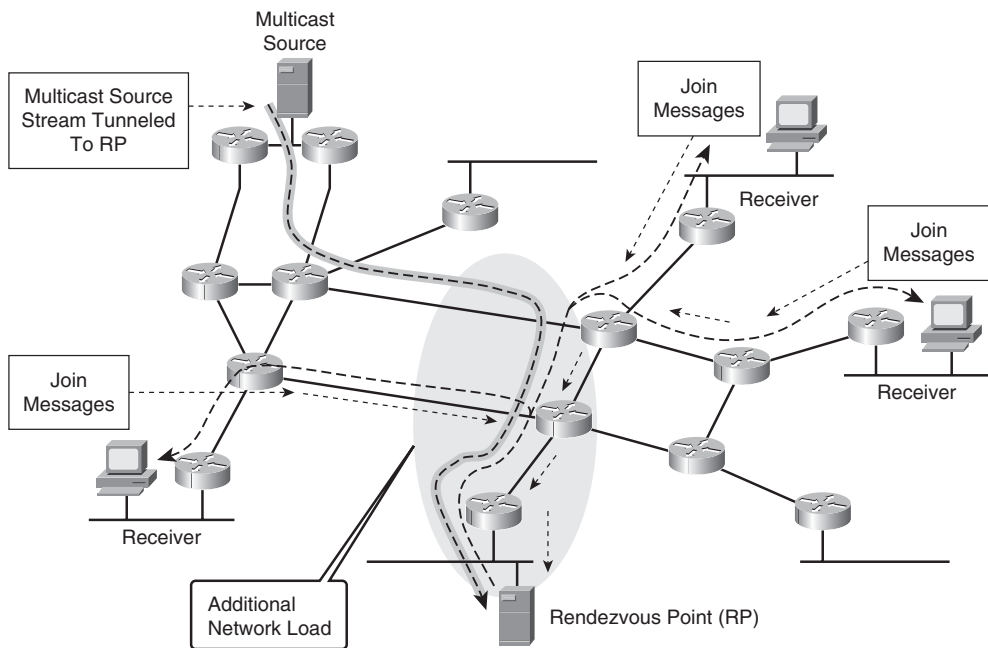 Multicast
Source
Multicast Source
Stream Tunneled
To RP
Join
Messages
Receiver
Join
Messages
Receiver
Join
Messages
Receiver
Additional
Network Load
Rendezvous Point (RP)